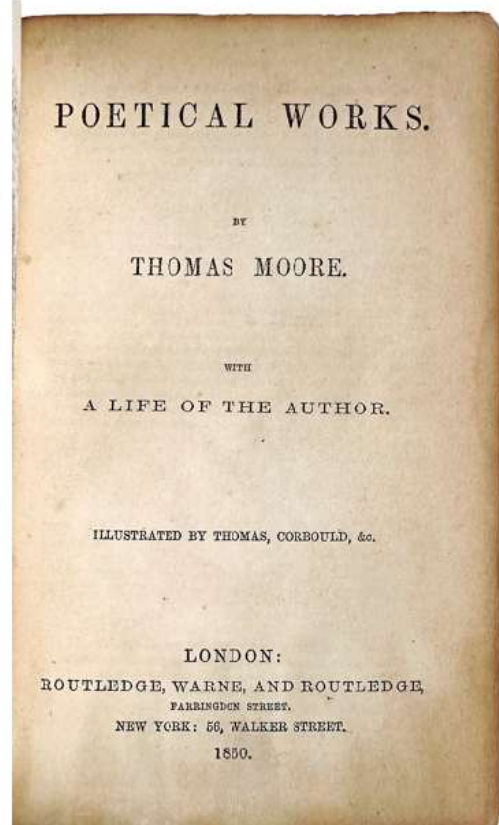 POETICAL WORKS.
BY
THOMAS MOORE.
WITH
A LIFE OF THE AUTHOR.
ILLUSTRATED BY THOMAS, CORBOULD, &c.
LONDON:
ROUTLEDGE, WARNE, AND ROUTLEDGE,
FARRINGDON STREET.
NEW YORK: 56, WALKER STREET.
1850.